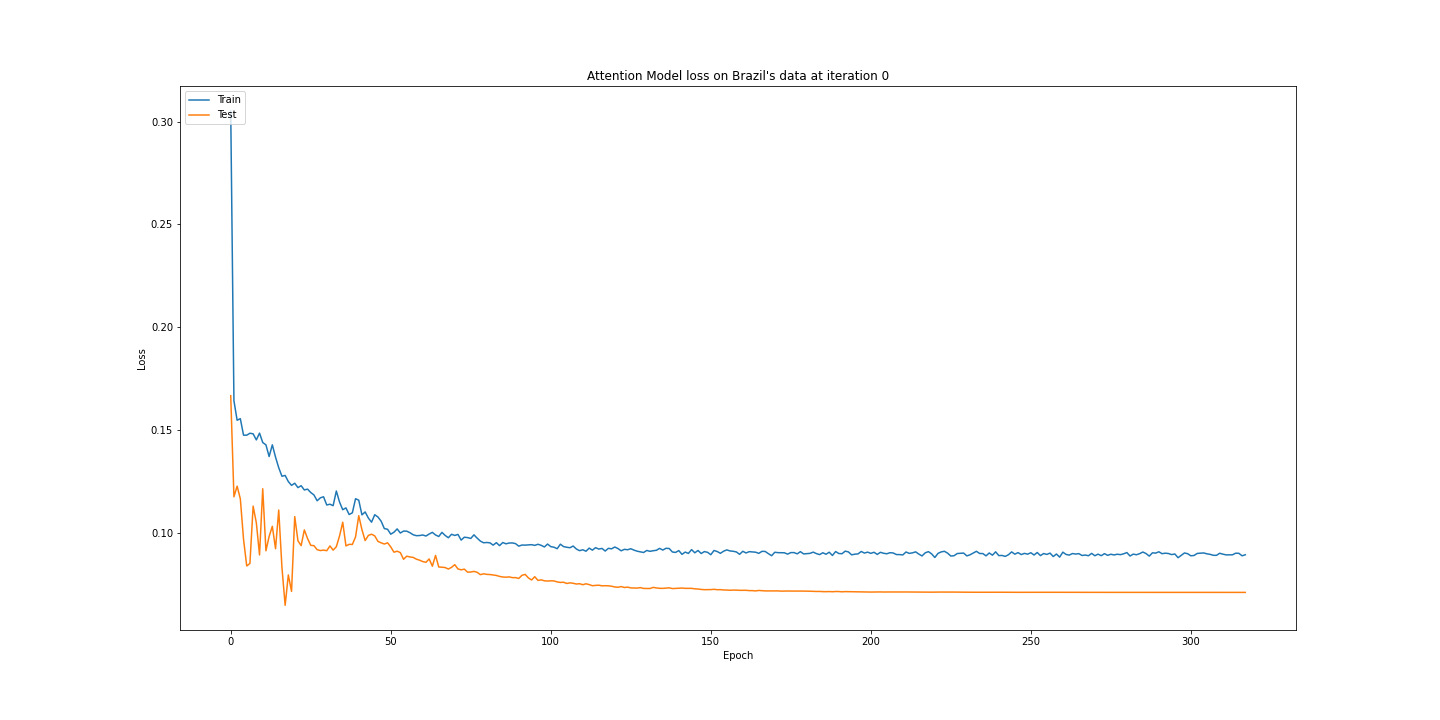 Attention Model loss on Brazil's data at iteration 0
Train
Test
0.30
0.25
0.20
0.15
0.10
Loss
0 50 100 150 200 250 300
Epoch